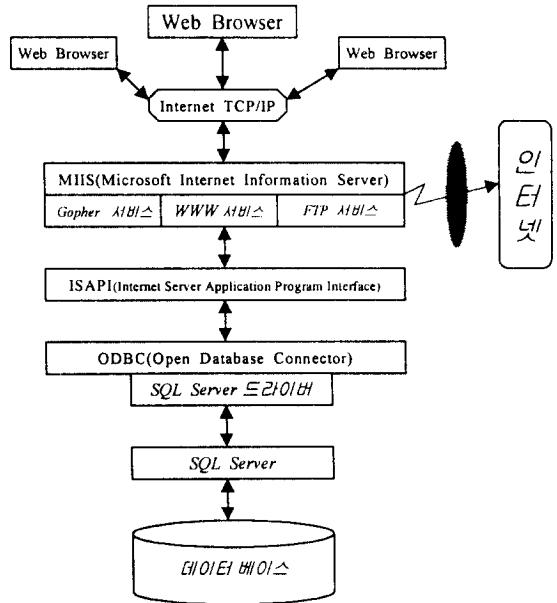 Web Browser
Web Browser
Web Browser
Internet TCP/IP
MIIS(Microsoft Internet Information Server)
Gopher 서비스
WWW 서비스
FTP 서비스
인터넷
ISAPI(Internet Server Application Program Interface)
ODBC(Open Database Connector)
SQL Server 드라이버
SQL Server
데이터 베이스